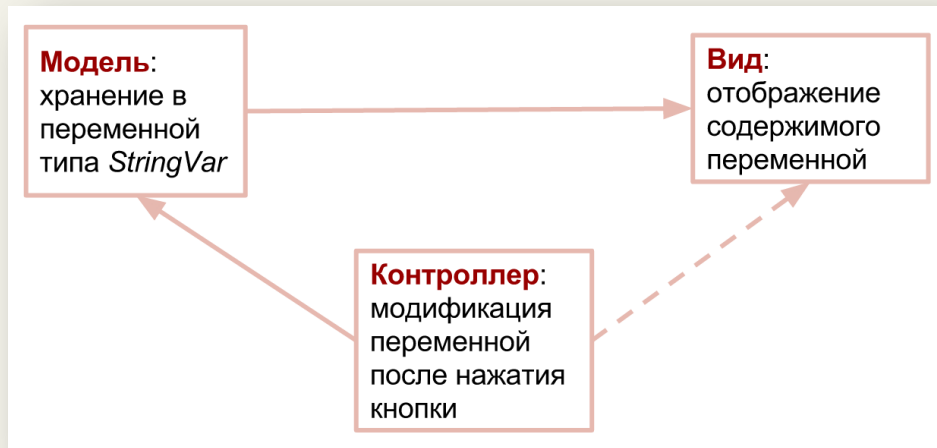 Модель:
хранение в
переменной
типа StringVar
Вид:
отображение
содержимого
переменной
Контроллер:
модификация
переменной
после нажатия
кнопки